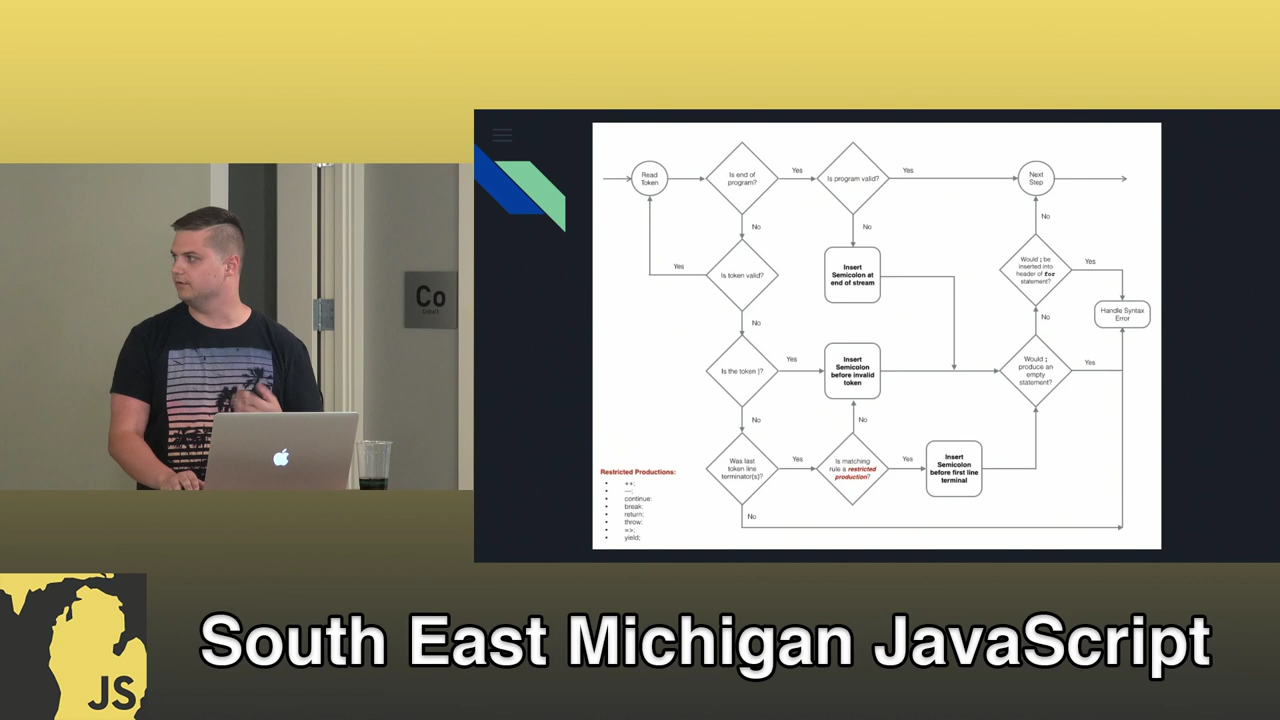 Read
Token
Is end of
program?
Yes
Is program valid?
Yes
Next
Step
No
No
No
Yes
Is token valid?
Insert
Semicolon at
end of stream
Would ; be
inserted into
header of for
statement?
Yes
Handle Syntax
Error
No
No
Is the token }?
Yes
Insert
Semicolon
before invalid
token
Would ;
produce an
empty
statement?
Yes
No
No
Was last
token line
terminator(s)?
Yes
Is matching
rule a restricted
production?
Yes
Insert
Semicolon
before first line
terminal
No
Restricted Productions:
• ++;
• --;
• continue:
• break:
• return:
• throw:
• =>;
• yield;
Co
Cobalt
JS
South East Michigan JavaScript